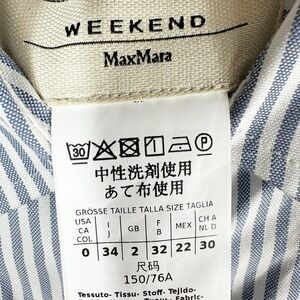 WEEKEND
MaxMara
30
中性洗剤使用
あて布使用
GRÖSSE TAILLE TALLA SIZE TAGLIA
USA CA COL I J GB F B MEX CH A NL D
0 34 2 32 22 30
尺码
150/76A
Tessuto- Tissu- Stoff- Tejido-
Fabric-